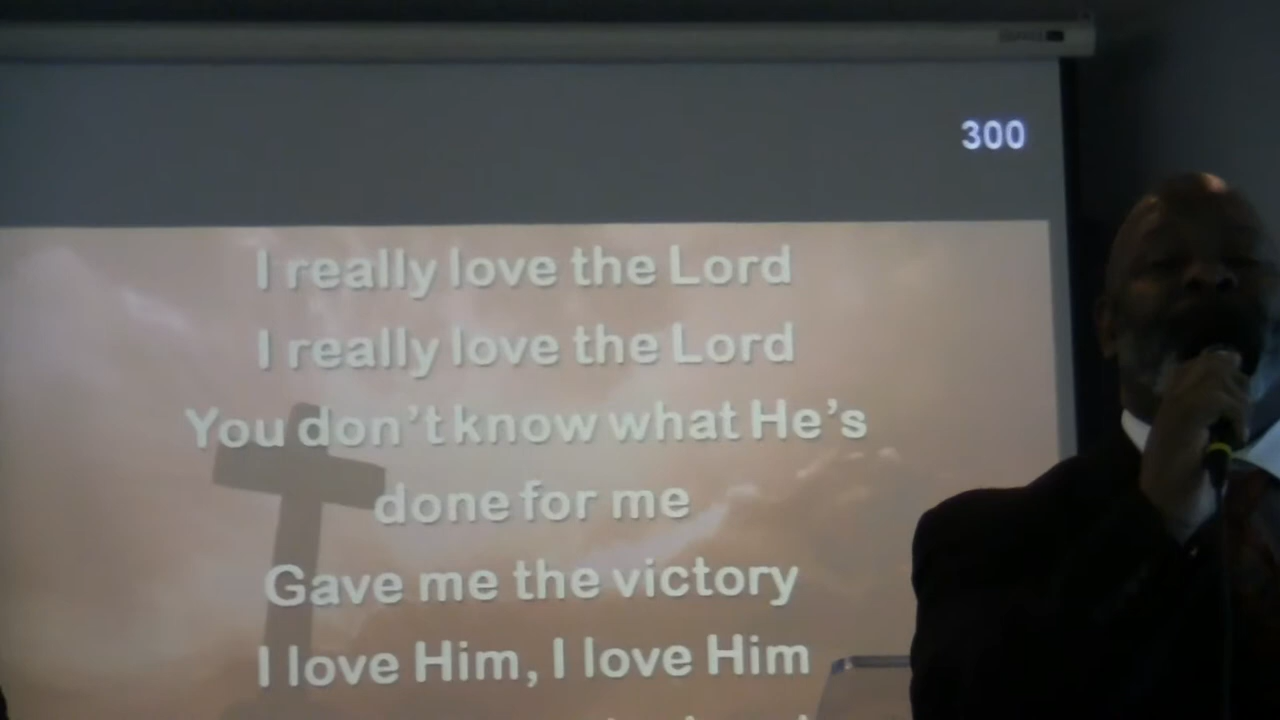 300
I really love the Lord
I really love the Lord
You don't know what He's
done for me
Gave me the victory
I love Him, I love Him